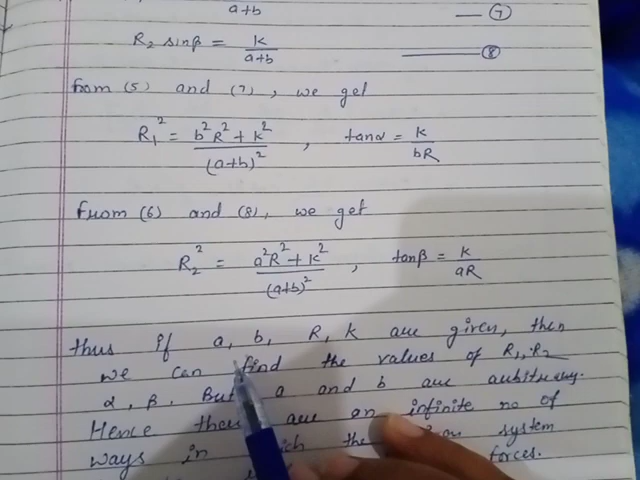 a+b — (7)
R2 sinβ = k/(a+b) — (8)
from (5) and (7), we get
R1² = (b²R² + k²)/(a+b)² , tanα = k/bR
from (6) and (8), we get
R2² = (a²R² + k²)/(a+b)² , tanβ = k/aR
thus if a, b, R, k are given, then
we can find the values of R1, R2
α, β. But a and b are arbitrary.
Hence there are an infinite no of
ways in the system
forces.